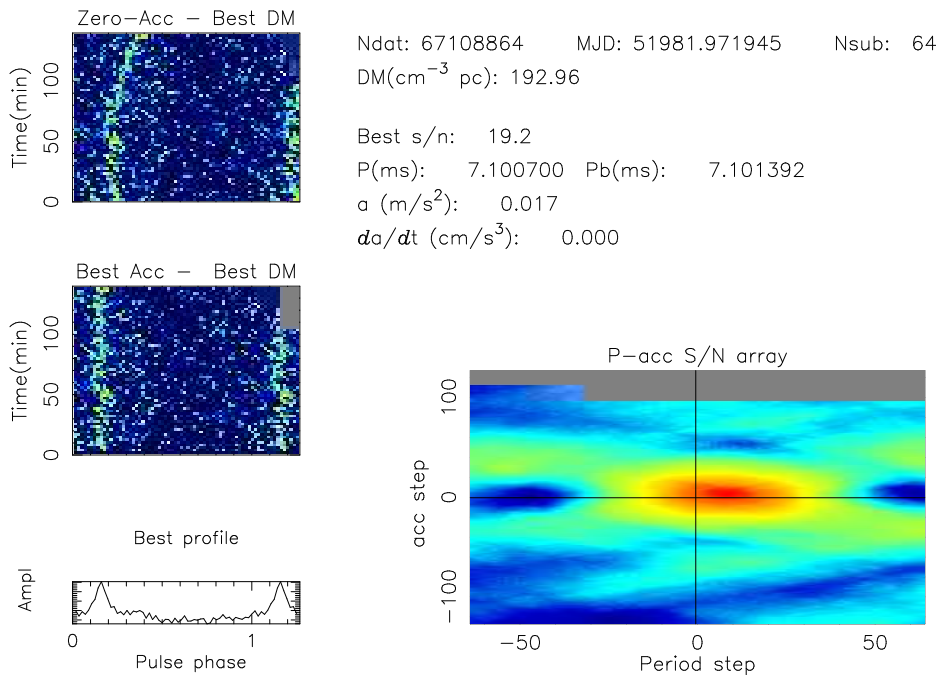 Zero-Acc - Best DM
Time(min)
0 50 100
Ndat: 67108864 MJD: 51981.971945 Nsub: 64
DM(cm⁻³ pc): 192.96
Best s/n: 19.2
P(ms): 7.100700 Pb(ms): 7.101392
a (m/s²): 0.017
da/dt (cm/s³): 0.000
Best Acc - Best DM
Time(min)
0 50 100
Best profile
Ampl
0 1
Pulse phase
P-acc S/N array
acc step
-100 0 100
-50 0 50
Period step